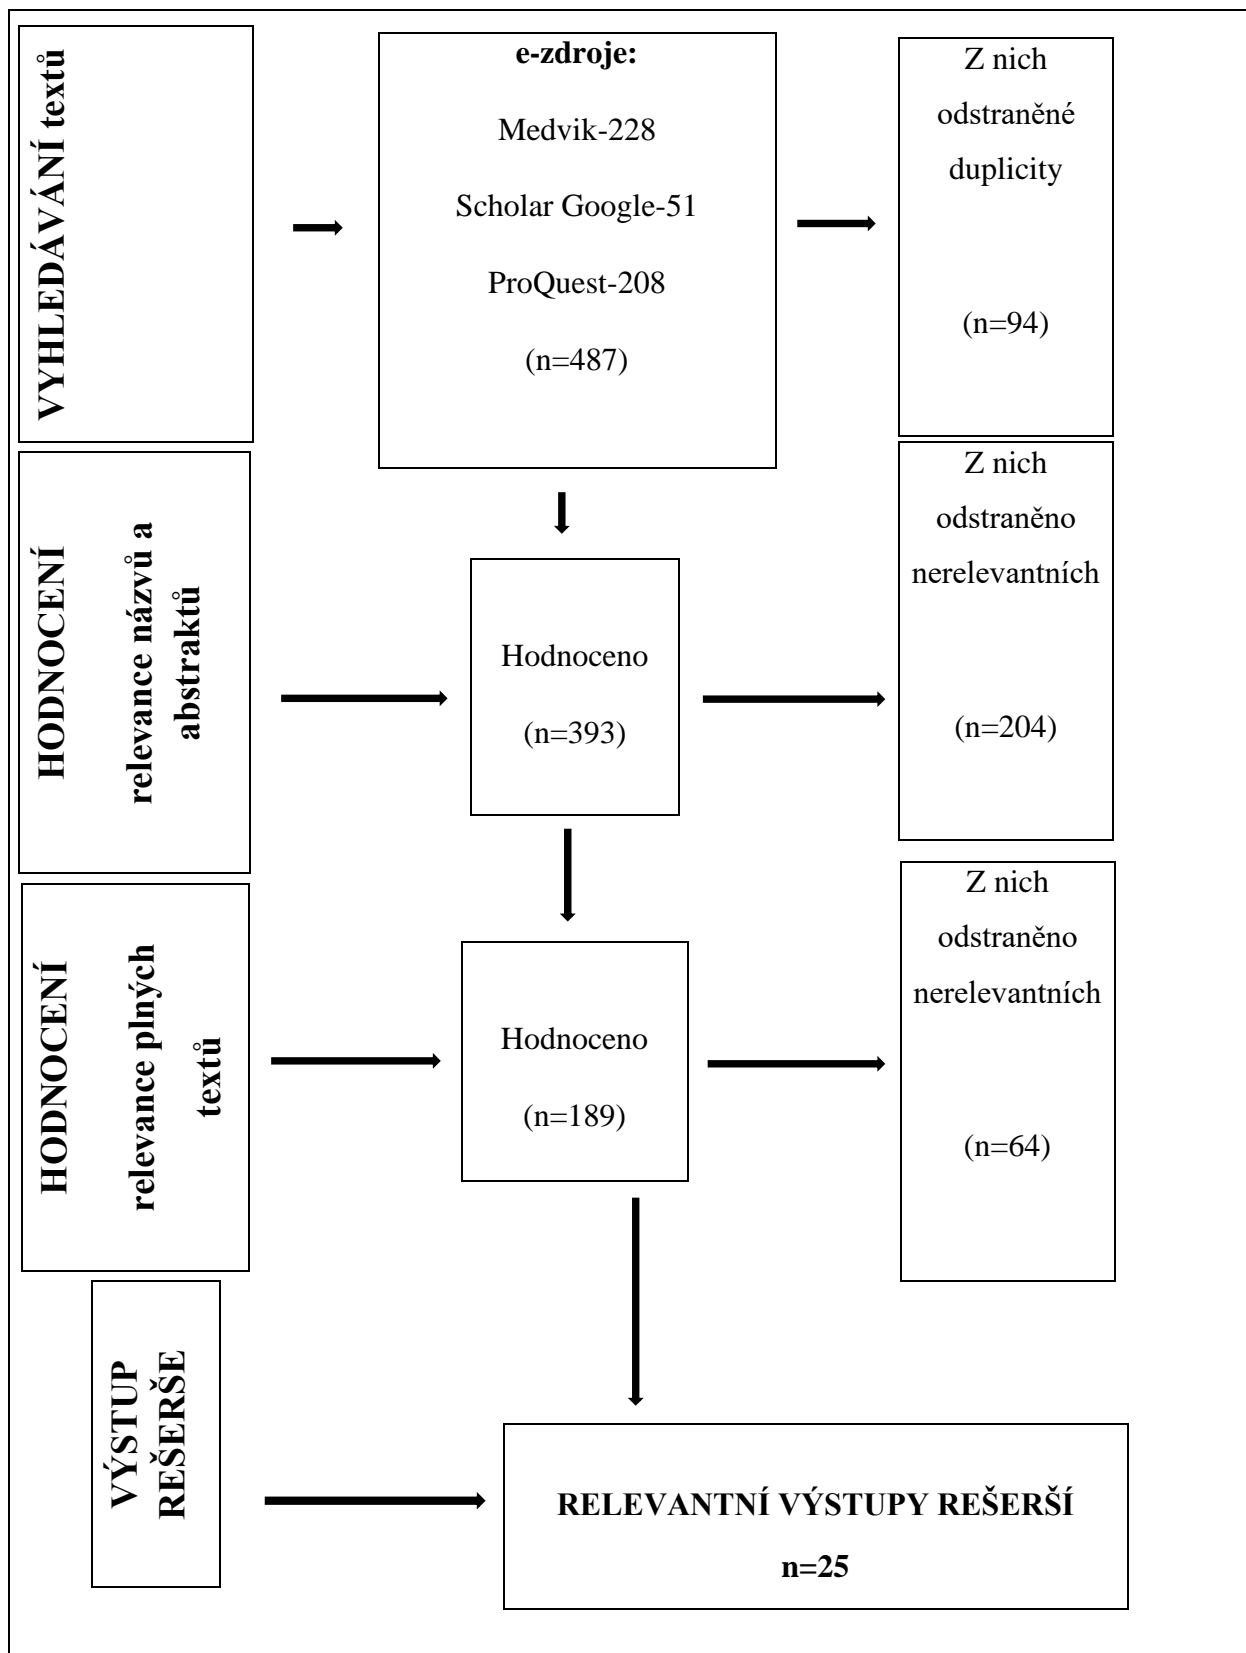 VYHLEDÁVÁNÍ textů
e-zdroje:
Medvik-228
Scholar Google-51
ProQuest-208
(n=487)
Z nich
odstraněné
duplicity
(n=94)
HODNOCENÍ
relevance názvů a
abstraktů
Hodnoceno
(n=393)
Z nich
odstraněno
nerelevantních
(n=204)
HODNOCENÍ
relevance plných
textů
Hodnoceno
(n=189)
Z nich
odstraněno
nerelevantních
(n=64)
VÝSTUP
REŠERŠE
RELEVANTNÍ VÝSTUPY REŠERŠÍ
n=25